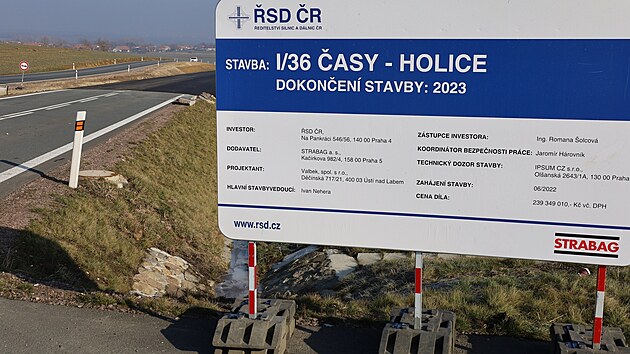 ŘSD ČR
ŘEDITELSTVÍ SILNIC A DÁLNIC ČR
STAVBA: I/36 ČASY - HOLICE
DOKONČENÍ STAVBY: 2023
INVESTOR: ŘSD ČR,
Na Pankráci 546/56, 140 00 Praha 4
DODAVATEL: STRABAG a. s.,
Kačírkova 982/4, 158 00 Praha 5
PROJEKTANT: Valbek, spol. s r.o.,
Děčínská 717/21, 400 03 Ústí nad Labem
HLAVNÍ STAVBYVEDOUCÍ: Ivan Nehera
ZÁSTUPCE INVESTORA: Ing. Romana Šolcová
KOORDINÁTOR BEZPEČNOSTI PRÁCE: Jaromír Hárovník
TECHNICKÝ DOZOR STAVBY: IPSUM CZ s.r.o.,
Olšanská 2643/1A, 130 00 Praha
ZAHÁJENÍ STAVBY: 06/2022
CENA DÍLA: 239 349 010,- Kč vč. DPH
www.rsd.cz
STRABAG